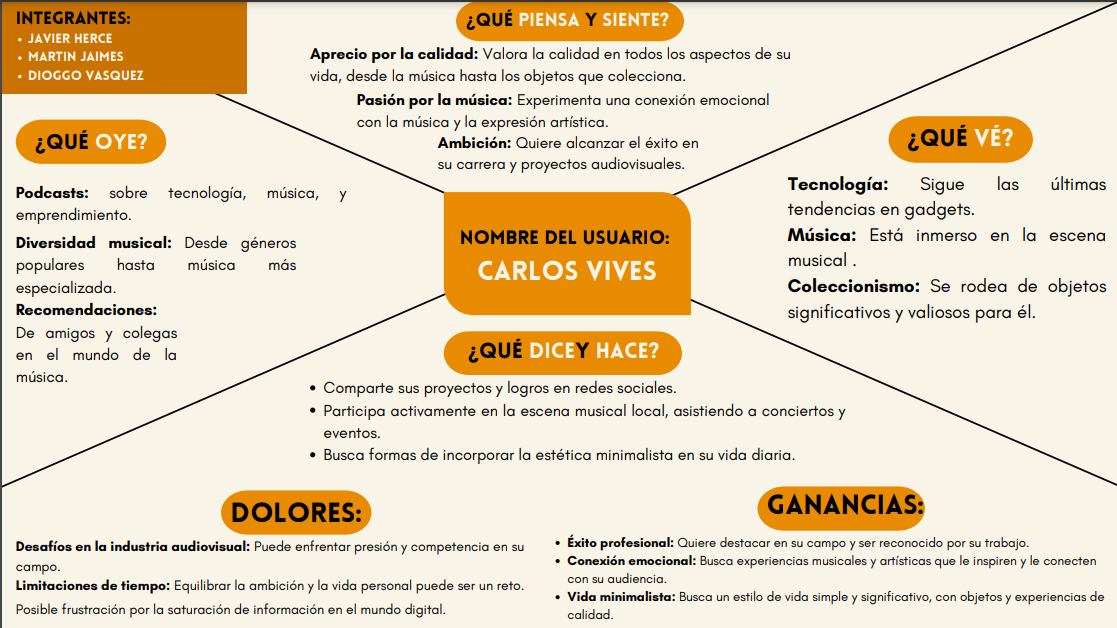 INTEGRANTES:
• JAVIER HERCE
• MARTIN JAIMES
• DIOGGO VASQUEZ
¿QUÉ PIENSA Y SIENTE?
Aprecio por la calidad: Valora la calidad en todos los aspectos de su
vida, desde la música hasta los objetos que colecciona.
Pasión por la música: Experimenta una conexión emocional
con la música y la expresión artística.
Ambición: Quiere alcanzar el éxito en
su carrera y proyectos audiovisuales.
¿QUÉ OYE?
Podcasts: sobre tecnología, música, y
emprendimiento.
Diversidad musical: Desde géneros
populares hasta música más
especializada.
Recomendaciones:
De amigos y colegas
en el mundo de la
música.
NOMBRE DEL USUARIO:
CARLOS VIVES
¿QUÉ VÉ?
Tecnología: Sigue las últimas
tendencias en gadgets.
Música: Está inmerso en la escena
musical .
Coleccionismo: Se rodea de objetos
significativos y valiosos para él.
¿QUÉ DICEY HACE?
• Comparte sus proyectos y logros en redes sociales.
• Participa activamente en la escena musical local, asistiendo a conciertos y
eventos.
• Busca formas de incorporar la estética minimalista en su vida diaria.
DOLORES:
Desafíos en la industria audiovisual: Puede enfrentar presión y competencia en su
campo.
Limitaciones de tiempo: Equilibrar la ambición y la vida personal puede ser un reto.
Posible frustración por la saturación de información en el mundo digital.
GANANCIAS:
• Éxito profesional: Quiere destacar en su campo y ser reconocido por su trabajo.
• Conexión emocional: Busca experiencias musicales y artísticas que le inspiren y le conecten
con su audiencia.
• Vida minimalista: Busca un estilo de vida simple y significativo, con objetos y experiencias de
calidad.